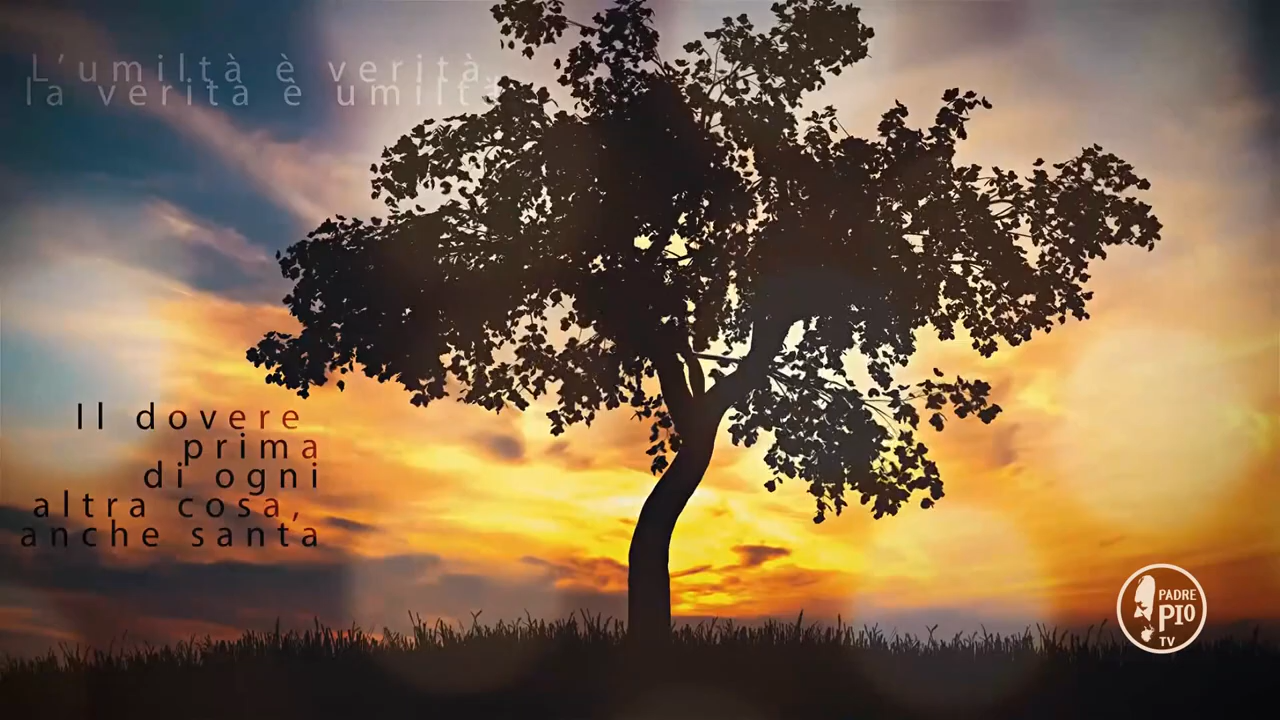 L'umiltà è verità,
la verità è umiltà
Il dovere
prima
di ogni
altra cosa,
anche santa
PADRE
PIO
TV